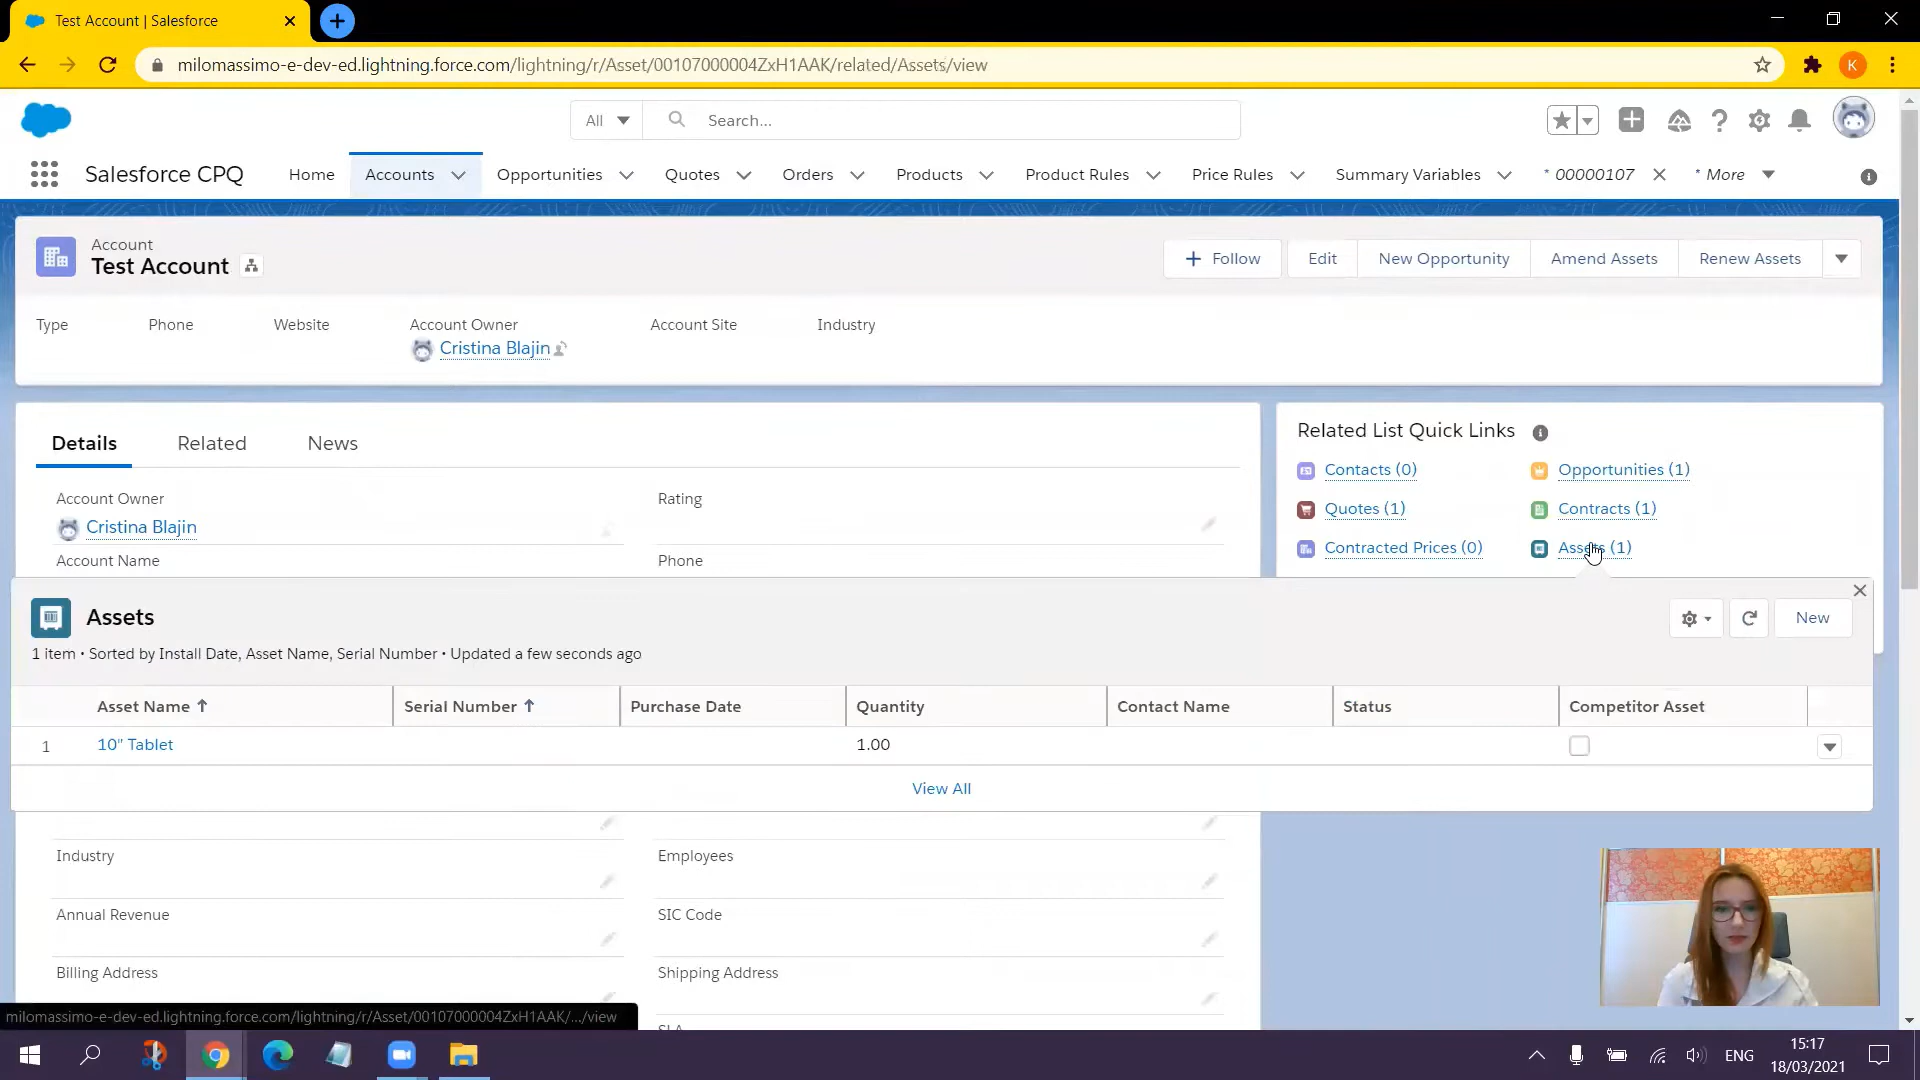 Test Account | Salesforce
milomassimo-e-dev-ed.lightning.force.com/lightning/r/Asset/00107000004ZxH1AAK/related/Assets/view
K
All
Search...
Salesforce CPQ
Home
Accounts
Opportunities
Quotes
Orders
Products
Product Rules
Price Rules
Summary Variables
* 00000107
* More
Account
Test Account
Follow
Edit
New Opportunity
Amend Assets
Renew Assets
Type
Phone
Website
Account Owner
Account Site
Industry
Cristina Blajin
Details
Related
News
Related List Quick Links
Contacts (0)
Opportunities (1)
Quotes (1)
Contracts (1)
Contracted Prices (0)
Assets (1)
Account Owner
Rating
Cristina Blajin
Account Name
Phone
Assets
New
1 item • Sorted by Install Date, Asset Name, Serial Number • Updated a few seconds ago
Asset Name
Serial Number
Purchase Date
Quantity
Contact Name
Status
Competitor Asset
1
10" Tablet
1.00
View All
Industry
Employees
Annual Revenue
SIC Code
Billing Address
Shipping Address
milomassimo-e-dev-ed.lightning.force.com/lightning/r/Asset/00107000004ZxH1AAK/.../view
SLA
ENG
15:17
18/03/2021